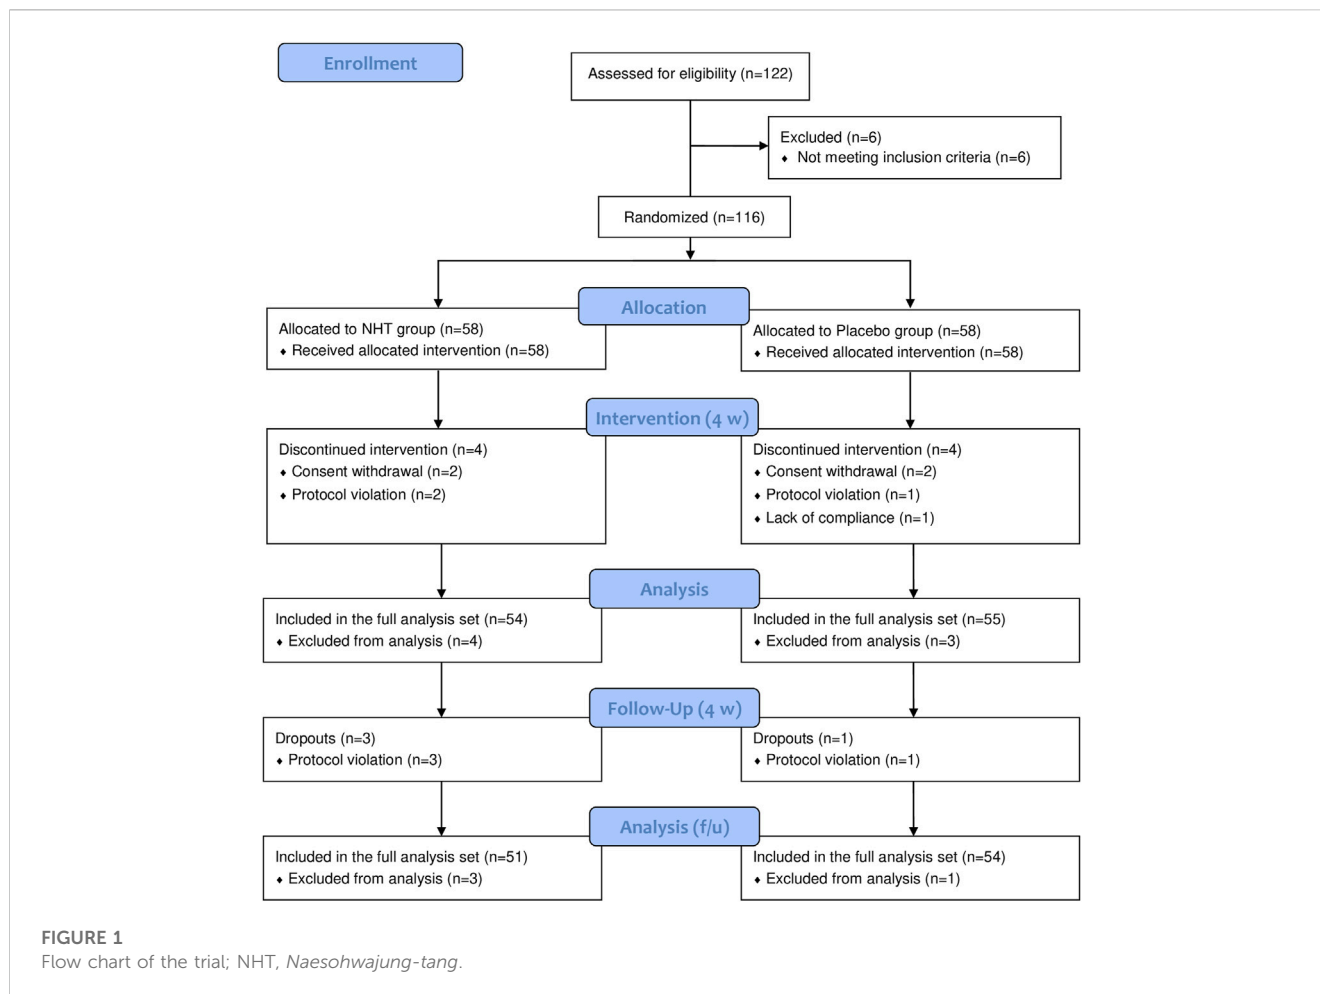 Enrollment
Assessed for eligibility (n=122)
Excluded (n=6)
♦ Not meeting inclusion criteria (n=6)
Randomized (n=116)
Allocation
Allocated to NHT group (n=58)
♦ Received allocated intervention (n=58)
Allocated to Placebo group (n=58)
♦ Received allocated intervention (n=58)
Intervention (4 w)
Discontinued intervention (n=4)
♦ Consent withdrawal (n=2)
♦ Protocol violation (n=2)
Discontinued intervention (n=4)
♦ Consent withdrawal (n=2)
♦ Protocol violation (n=1)
♦ Lack of compliance (n=1)
Analysis
Included in the full analysis set (n=54)
♦ Excluded from analysis (n=4)
Included in the full analysis set (n=55)
♦ Excluded from analysis (n=3)
Follow-Up (4 w)
Dropouts (n=3)
♦ Protocol violation (n=3)
Dropouts (n=1)
♦ Protocol violation (n=1)
Analysis (f/u)
Included in the full analysis set (n=51)
♦ Excluded from analysis (n=3)
Included in the full analysis set (n=54)
♦ Excluded from analysis (n=1)
FIGURE 1
Flow chart of the trial; NHT, Naesohwajung-tang.